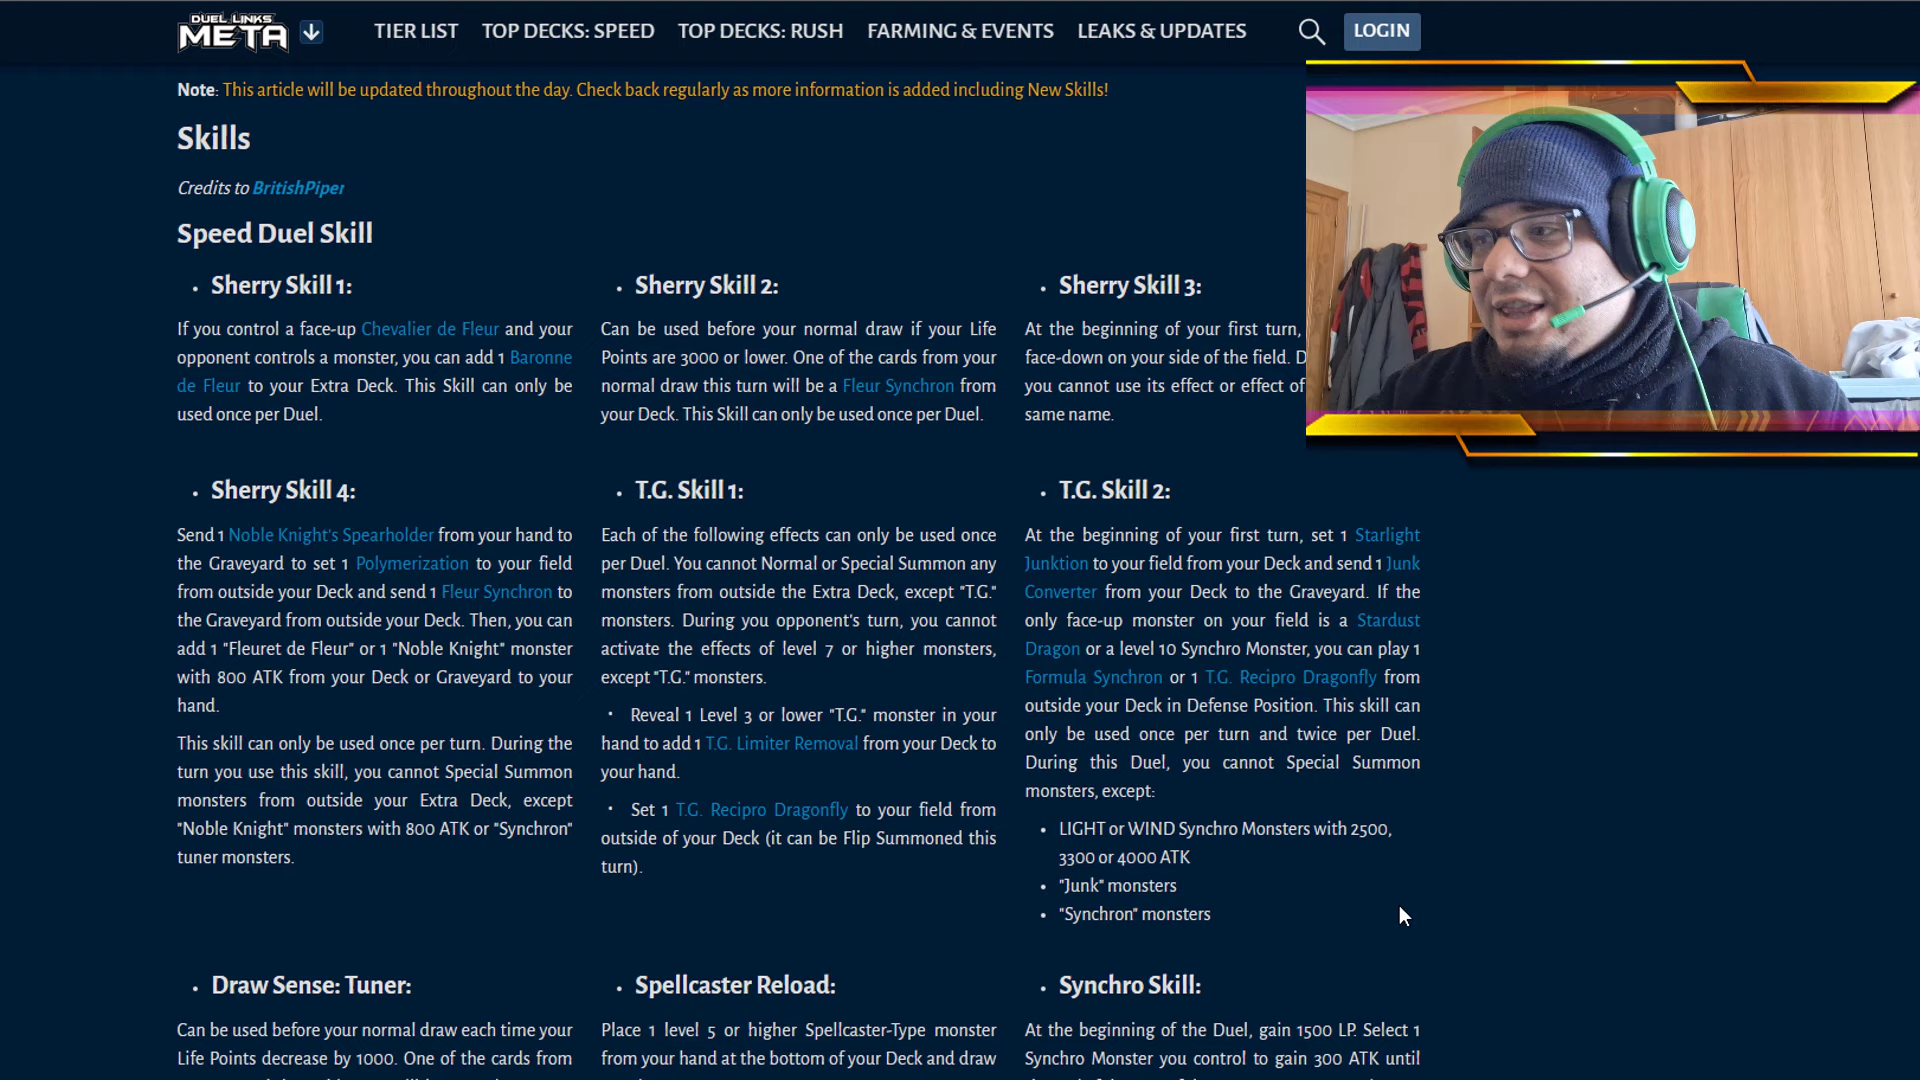 DUEL LINKS
META
TIER LIST
TOP DECKS: SPEED
TOP DECKS: RUSH
FARMING & EVENTS
LEAKS & UPDATES
LOGIN
Note: This article will be updated throughout the day. Check back regularly as more information is added including New Skills!
Skills
Credits to BritishPiper
Speed Duel Skill
• Sherry Skill 1:
If you control a face-up Chevalier de Fleur and your
opponent controls a monster, you can add 1 Baronne
de Fleur to your Extra Deck. This Skill can only be
used once per Duel.
• Sherry Skill 2:
Can be used before your normal draw if your Life
Points are 3000 or lower. One of the cards from your
normal draw this turn will be a Fleur Synchron from
your Deck. This Skill can only be used once per Duel.
• Sherry Skill 3:
At the beginning of your first turn,
face-down on your side of the field. D
you cannot use its effect or effect of
same name.
• Sherry Skill 4:
Send 1 Noble Knight's Spearholder from your hand to
the Graveyard to set 1 Polymerization to your field
from outside your Deck and send 1 Fleur Synchron to
the Graveyard from outside your Deck. Then, you can
add 1 "Fleuret de Fleur" or 1 "Noble Knight" monster
with 800 ATK from your Deck or Graveyard to your
hand.
This skill can only be used once per turn. During the
turn you use this skill, you cannot Special Summon
monsters from outside your Extra Deck, except
"Noble Knight" monsters with 800 ATK or "Synchron"
tuner monsters.
• T.G. Skill 1:
Each of the following effects can only be used once
per Duel. You cannot Normal or Special Summon any
monsters from outside the Extra Deck, except "T.G."
monsters. During you opponent's turn, you cannot
activate the effects of level 7 or higher monsters,
except "T.G." monsters.
・ Reveal 1 Level 3 or lower "T.G." monster in your
hand to add 1 T.G. Limiter Removal from your Deck to
your hand.
・ Set 1 T.G. Recipro Dragonfly to your field from
outside of your Deck (it can be Flip Summoned this
turn).
• T.G. Skill 2:
At the beginning of your first turn, set 1 Starlight
Junktion to your field from your Deck and send 1 Junk
Converter from your Deck to the Graveyard. If the
only face-up monster on your field is a Stardust
Dragon or a level 10 Synchro Monster, you can play 1
Formula Synchron or 1 T.G. Recipro Dragonfly from
outside your Deck in Defense Position. This skill can
only be used once per turn and twice per Duel.
During this Duel, you cannot Special Summon
monsters, except:
• LIGHT or WIND Synchro Monsters with 2500,
3300 or 4000 ATK
• "Junk" monsters
• "Synchron" monsters
• Draw Sense: Tuner:
Can be used before your normal draw each time your
Life Points decrease by 1000. One of the cards from
• Spellcaster Reload:
Place 1 level 5 or higher Spellcaster-Type monster
from your hand at the bottom of your Deck and draw
• Synchro Skill:
At the beginning of the Duel, gain 1500 LP. Select 1
Synchro Monster you control to gain 300 ATK until